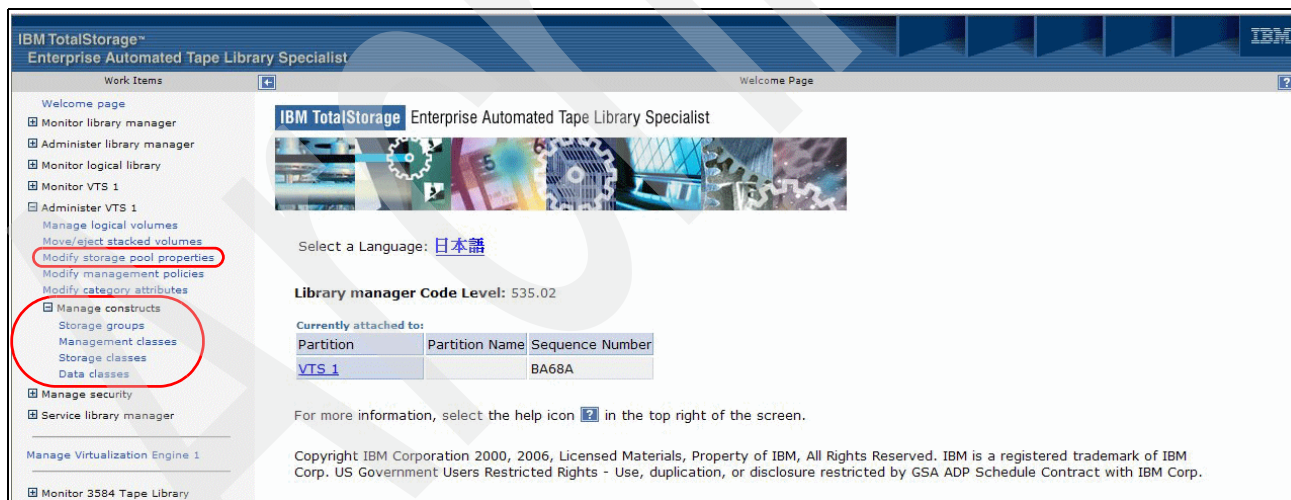 IBM TotalStorage™
Enterprise Automated Tape Library Specialist
IBM
Work Items
Welcome Page
?
Welcome page
Monitor library manager
Administer library manager
Monitor logical library
Monitor VTS 1
Administer VTS 1
Manage logical volumes
Move/eject stacked volumes
Modify storage pool properties
Modify management policies
Modify category attributes
Manage constructs
Storage groups
Management classes
Storage classes
Data classes
Manage security
Service library manager
Manage Virtualization Engine 1
Monitor 3584 Tape Library
IBM TotalStorage Enterprise Automated Tape Library Specialist
Select a Language: 日本語
Library manager Code Level: 535.02
Currently attached to:
Partition Partition Name Sequence Number
VTS 1 BA68A
For more information, select the help icon ? in the top right of the screen.
Copyright IBM Corporation 2000, 2006, Licensed Materials, Property of IBM, All Rights Reserved. IBM is a registered trademark of IBM
Corp. US Government Users Restricted Rights - Use, duplication, or disclosure restricted by GSA ADP Schedule Contract with IBM Corp.